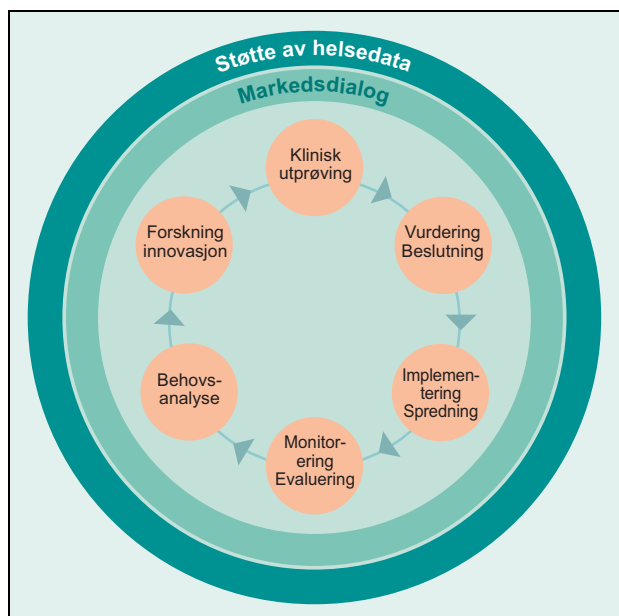 Støtte av helsedata
Markedsdialog
Klinisk
utprøving
Vurdering
Beslutning
Implemen-
tering
Spredning
Monitor-
ering
Evaluering
Behovs-
analyse
Forskning
innovasjon